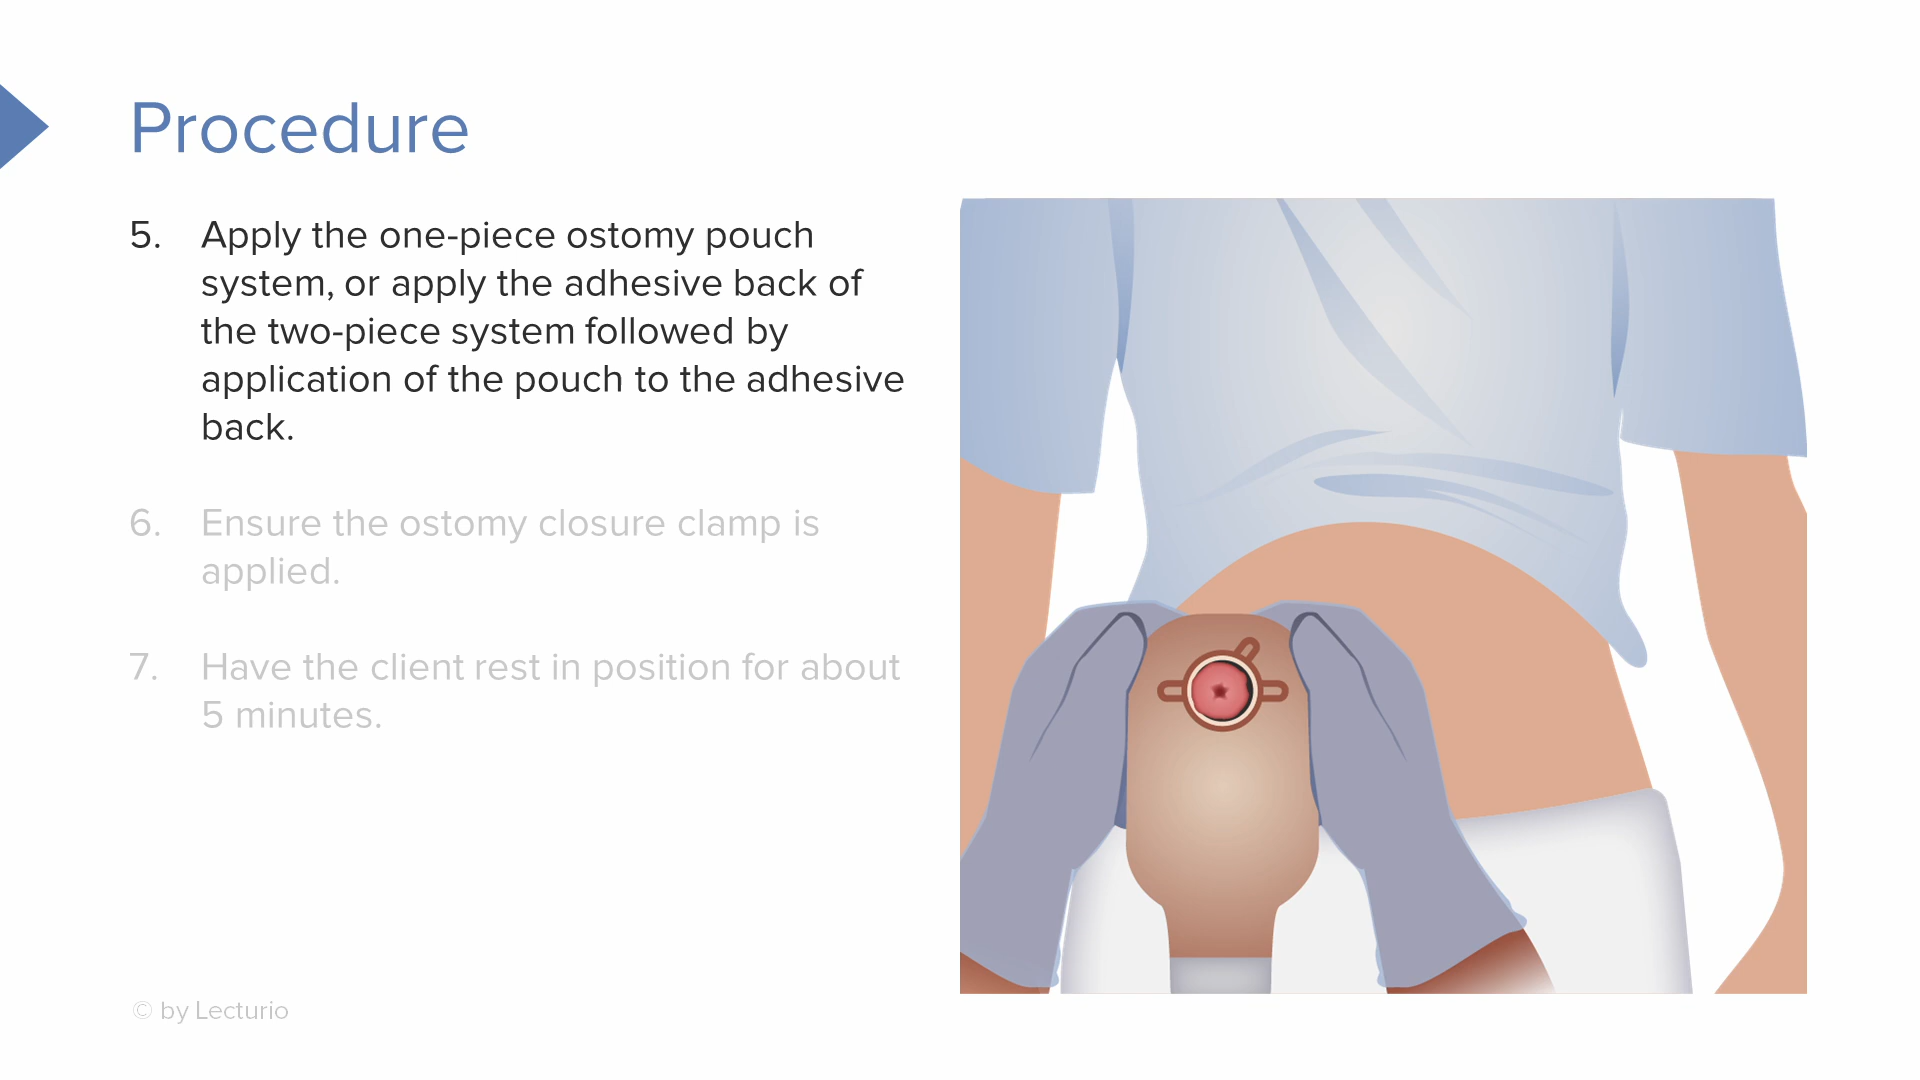 Procedure
5. Apply the one-piece ostomy pouch
system, or apply the adhesive back of
the two-piece system followed by
application of the pouch to the adhesive
back.
6. Ensure the ostomy closure clamp is
applied.
7. Have the client rest in position for about
5 minutes.
© by Lecturio